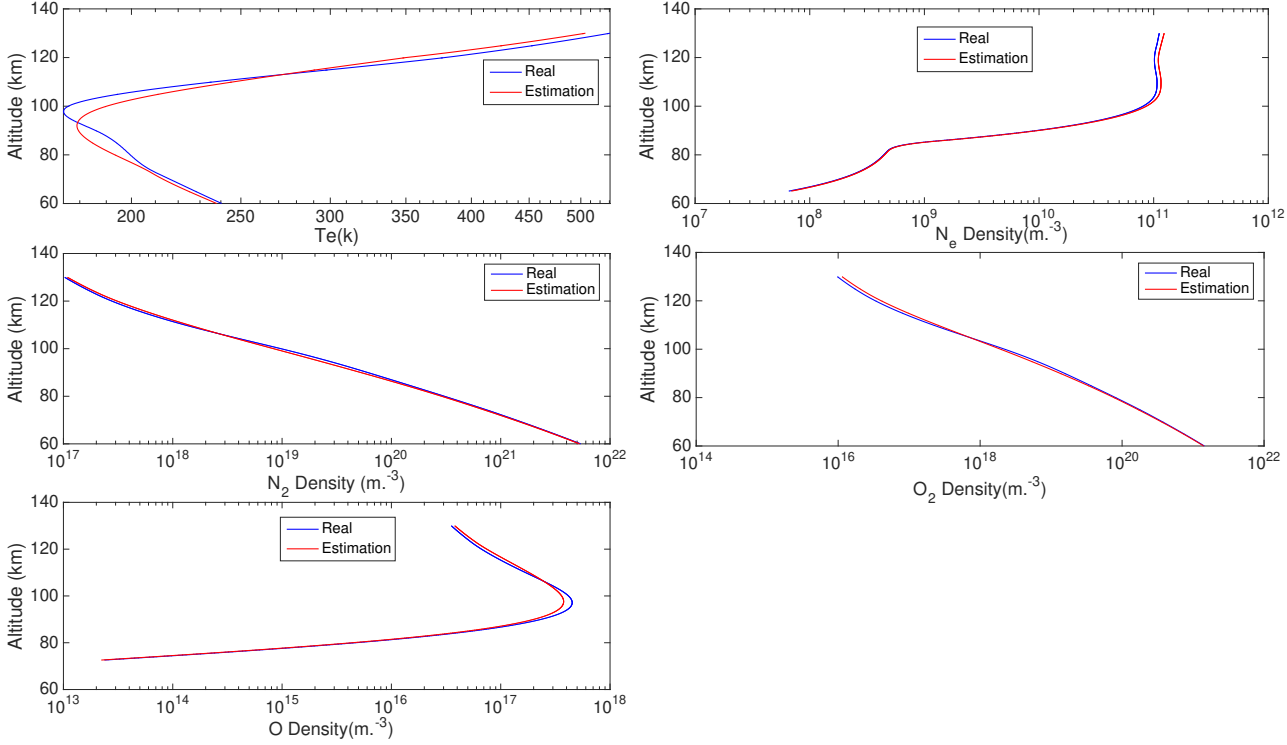 140
120
100
80
60
Altitude (km)
200
250
300
350
400
450
500
Te(k)
Real
Estimation
140
120
100
80
60
Altitude (km)
10^7
10^8
10^9
10^10
10^11
10^12
N_e Density(m.^-3)
Real
Estimation
140
120
100
80
60
Altitude (km)
10^17
10^18
10^19
10^20
10^21
10^22
N_2 Density (m.^-3)
Real
Estimation
140
120
100
80
60
Altitude (km)
10^14
10^16
10^18
10^20
10^22
O_2 Density(m.^-3)
Real
Estimation
140
120
100
80
60
Altitude (km)
10^13
10^14
10^15
10^16
10^17
10^18
O Density(m.^-3)
Real
Estimation